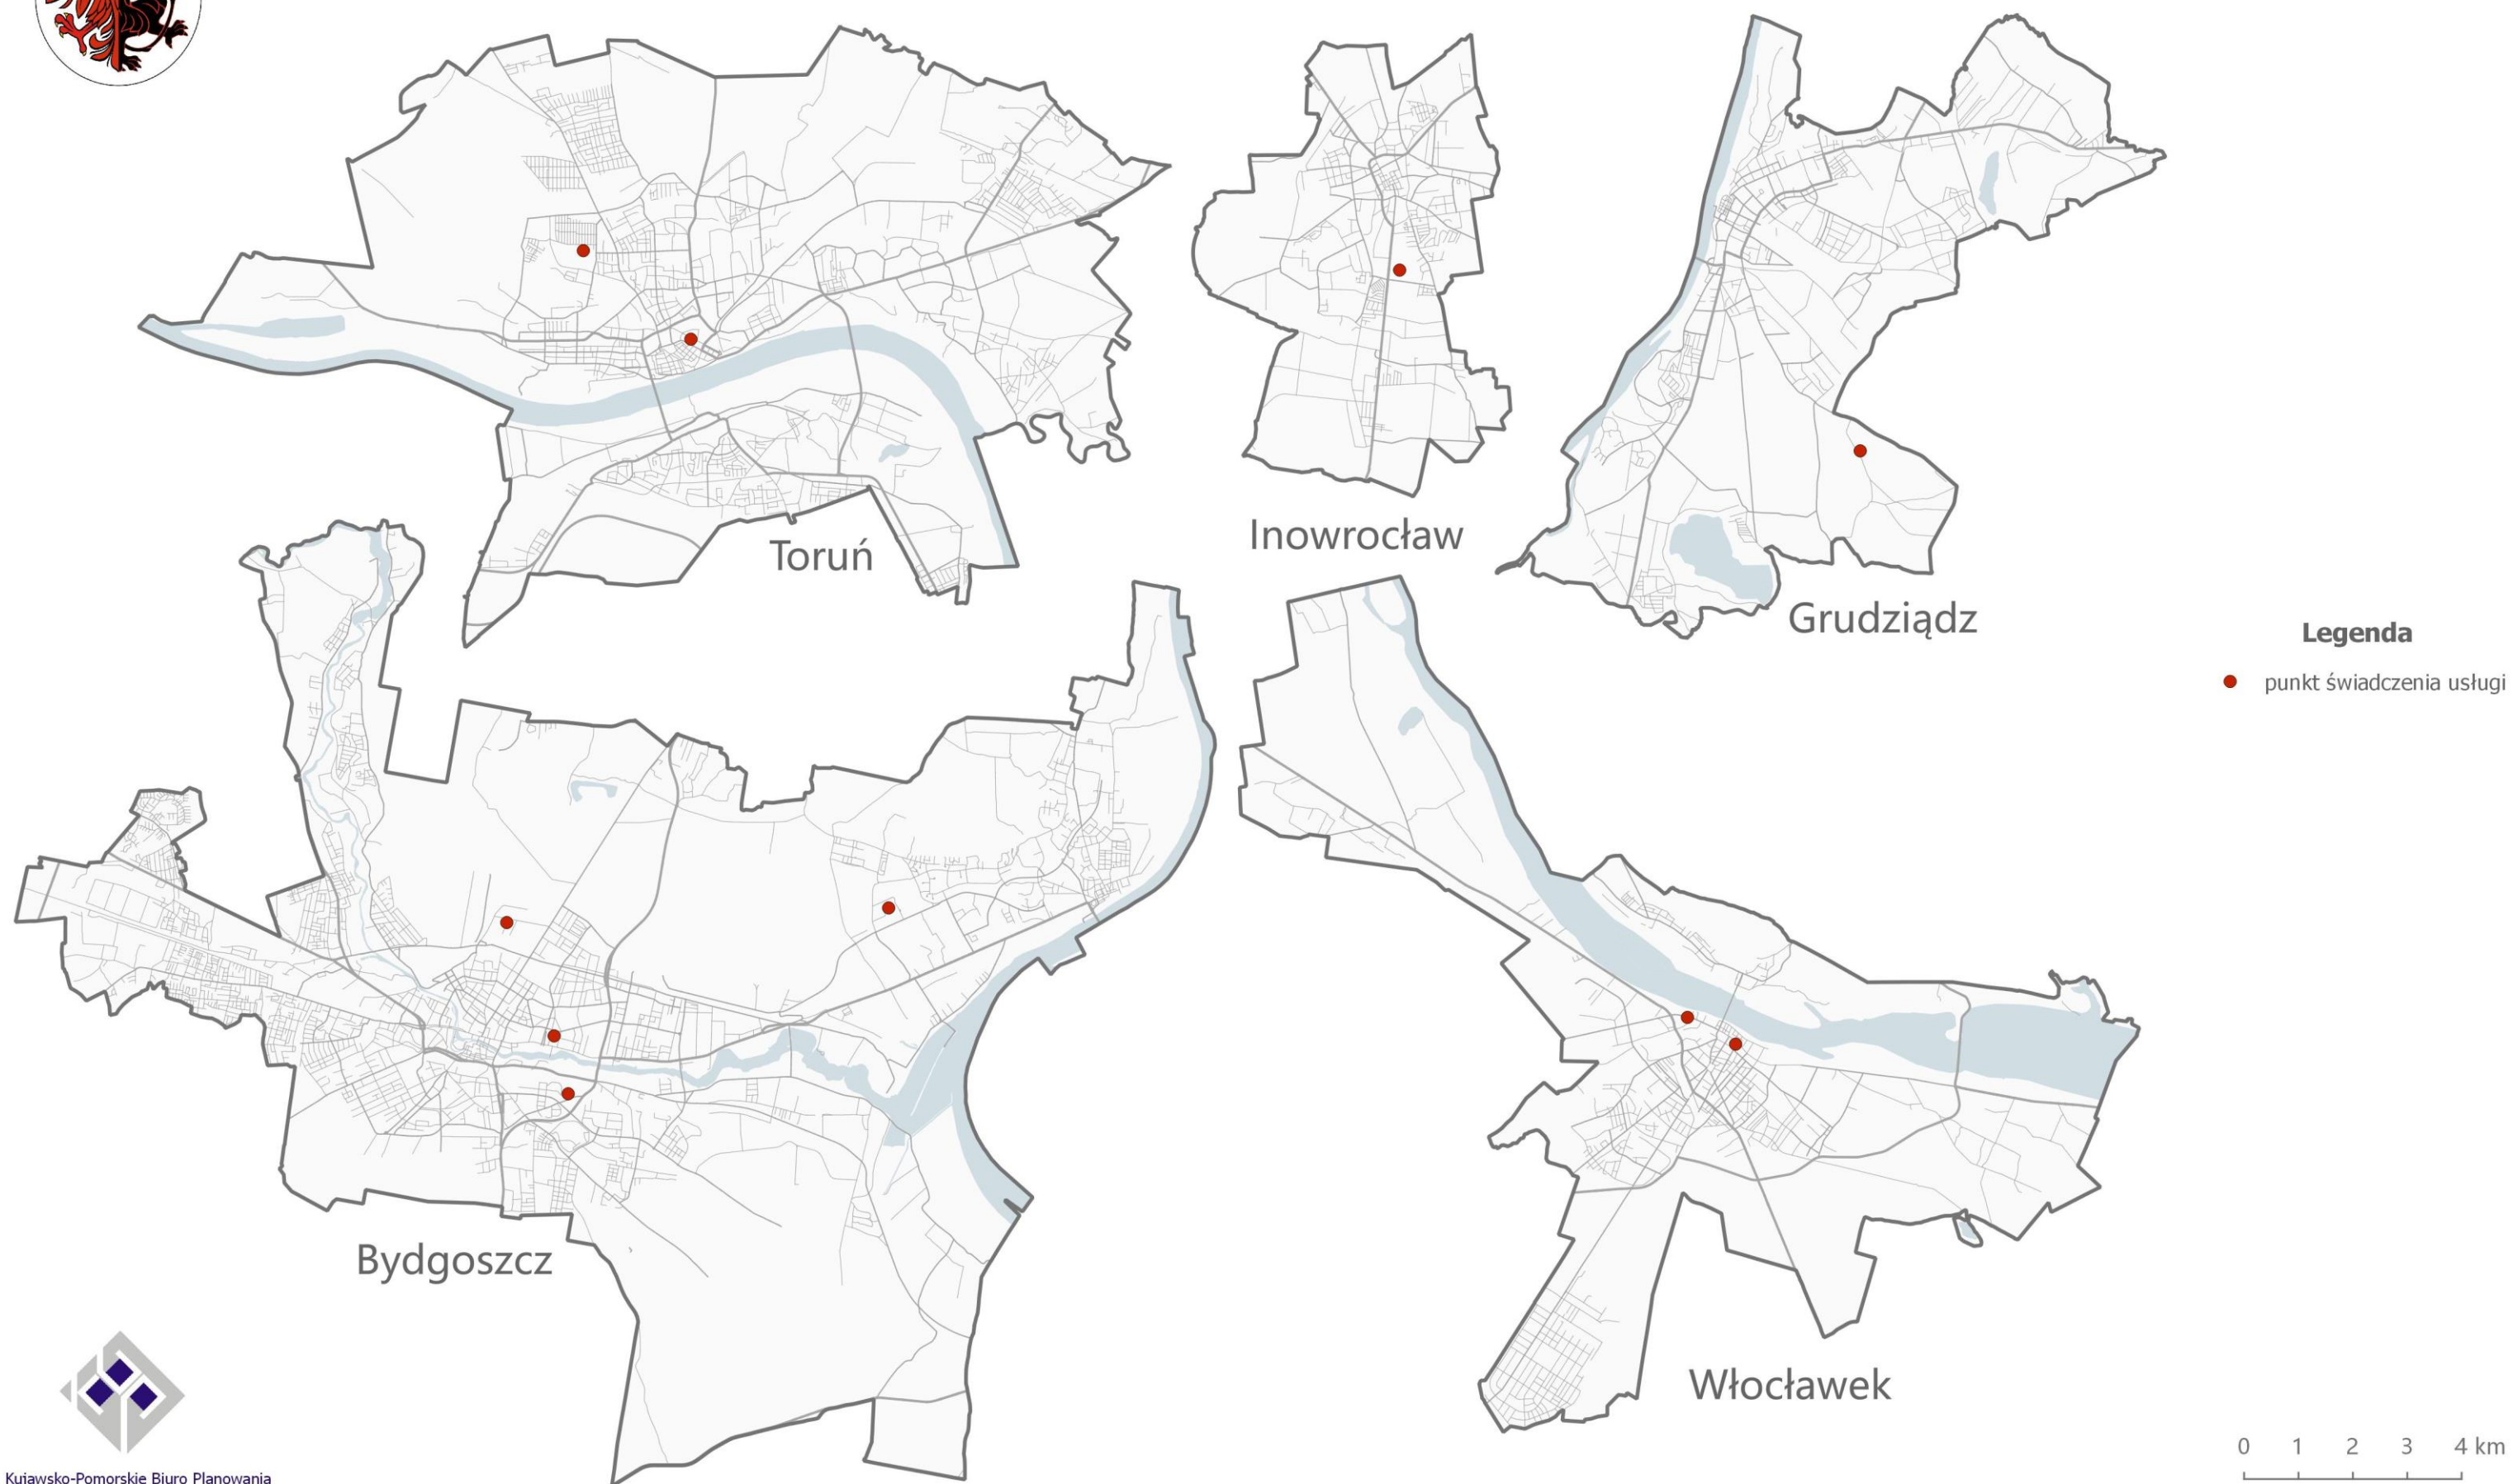 Toruń
Inowrocław
Grudziądz
Legenda
punkt świadczenia usługi
Bydgoszcz
Włocławek
0 1 2 3 4 km
Kujawsko-Pomorskie Biuro Planowania